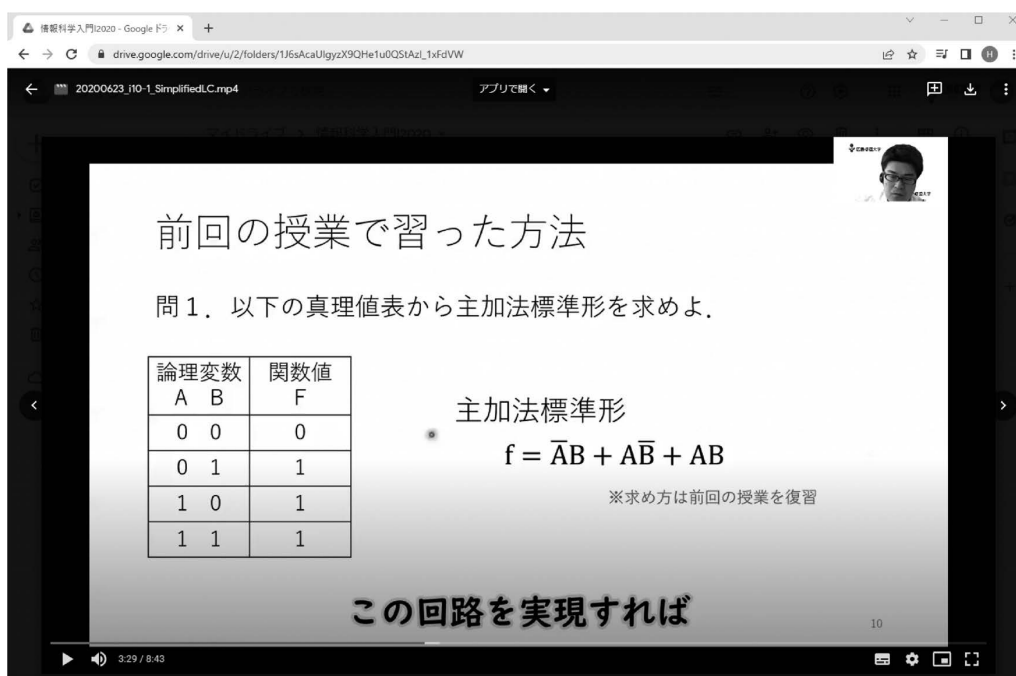 情報科学入門I2020 - Google ドラ
drive.google.com/drive/u/2/folders/1J6sAcaUIgyzX9QHe1u0QStAzI_1xFdVW
H
20200623_i10-1_SimplifiedLC.mp4
アプリで開く
前回の授業で習った方法
問1．以下の真理値表から主加法標準形を求めよ．
論理変数 関数値
A B F
0 0 0
0 1 1
1 0 1
1 1 1
主加法標準形
f = A̅B + AB̅ + AB
※求め方は前回の授業を復習
この回路を実現すれば
10
3:29 / 8:43